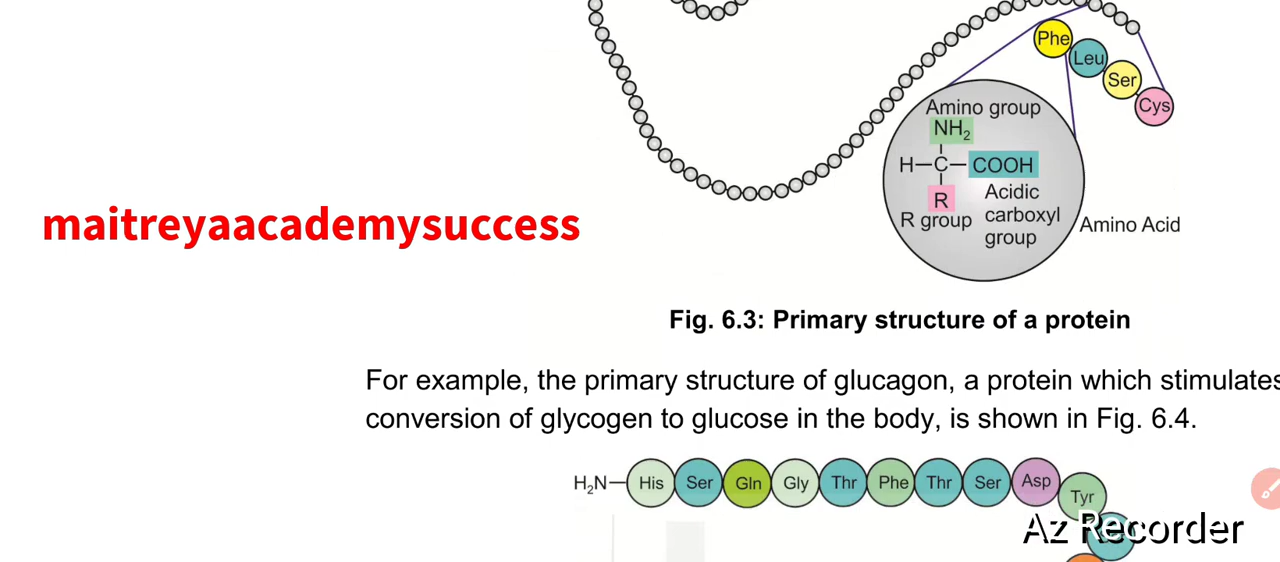 Phe
Leu
Ser
Cys
Amino group
NH2
H–C–COOH
R
Acidic
carboxyl
group
R group
Amino Acid
maitreyaacademysuccess
Fig. 6.3: Primary structure of a protein
For example, the primary structure of glucagon, a protein which stimulates
conversion of glycogen to glucose in the body, is shown in Fig. 6.4.
H2N– His Ser Gln Gly Thr Phe Thr Ser Asp
Tyr
Az Recorder